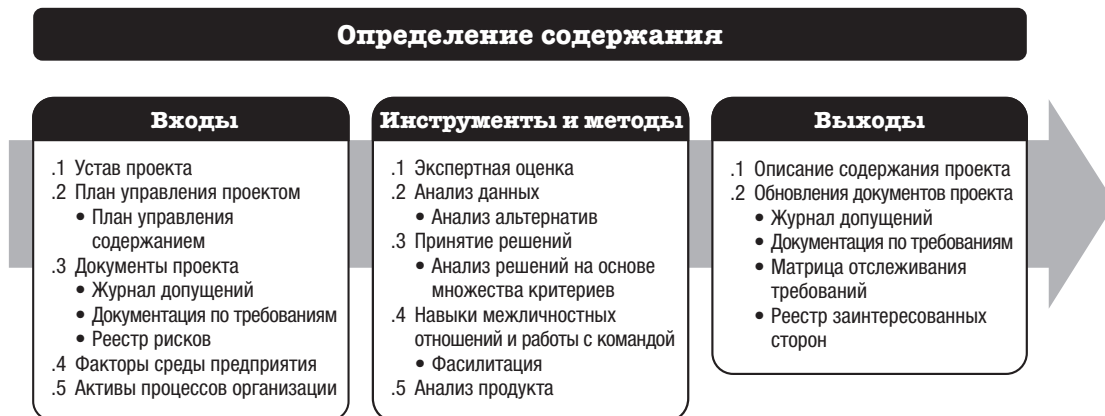 Определение содержания
Входы
.1 Устав проекта
.2 План управления проектом
• План управления
содержанием
.3 Документы проекта
• Журнал допущений
• Документация по требованиям
• Реестр рисков
.4 Факторы среды предприятия
.5 Активы процессов организации
Инструменты и методы
.1 Экспертная оценка
.2 Анализ данных
• Анализ альтернатив
.3 Принятие решений
• Анализ решений на основе
множества критериев
.4 Навыки межличностных
отношений и работы с командой
• Фасилитация
.5 Анализ продукта
Выходы
.1 Описание содержания проекта
.2 Обновления документов проекта
• Журнал допущений
• Документация по требованиям
• Матрица отслеживания
требований
• Реестр заинтересованных
сторон